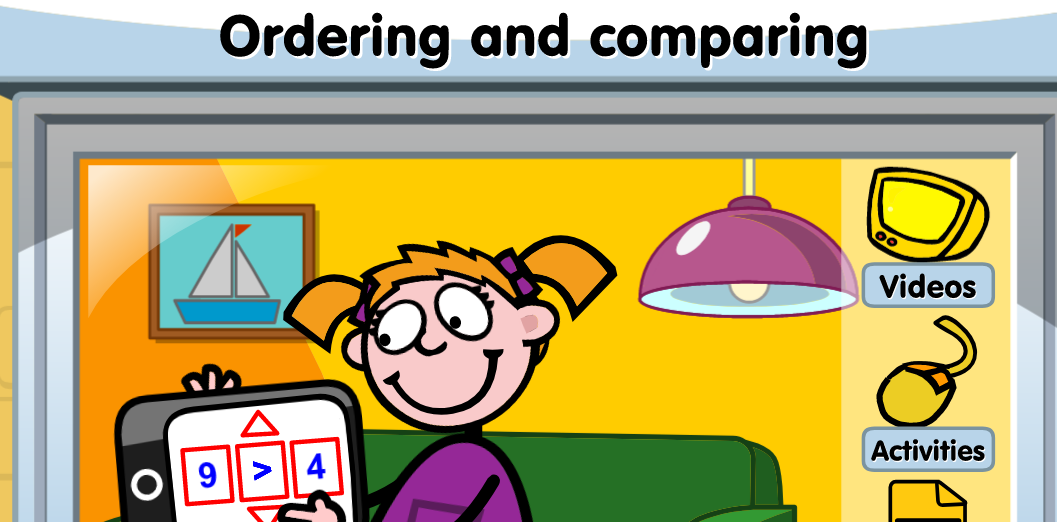 Ordering and comparing
Videos
Activities
9 > 4